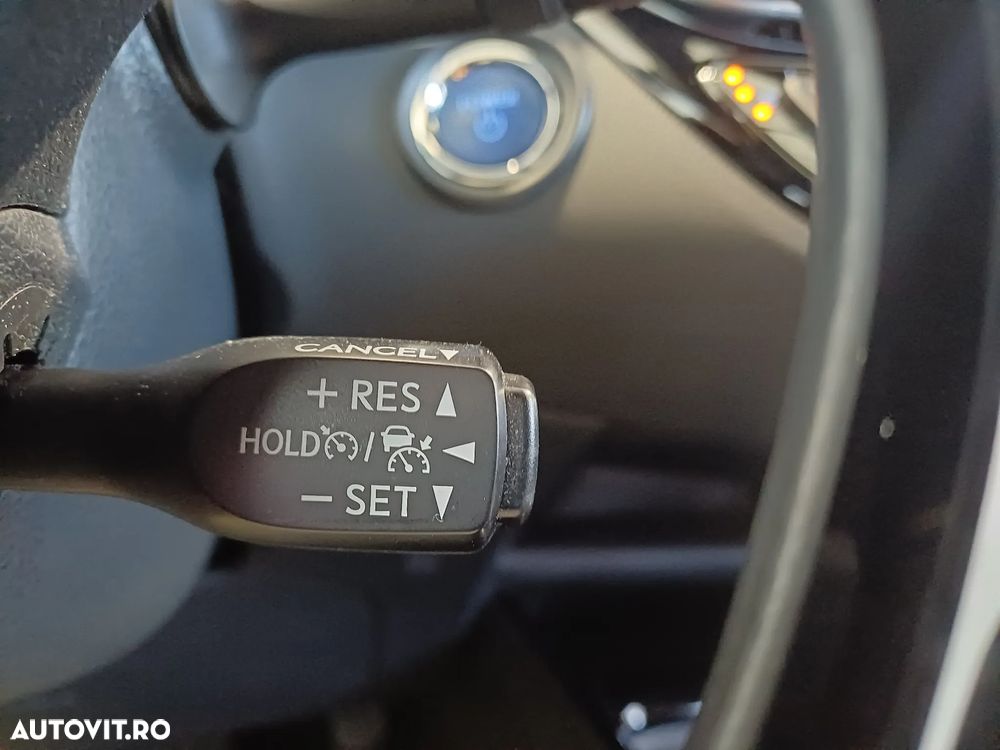 CANCEL▼
+ RES ▲
HOLD / ◄
− SET ▼
AUTOVIT.RO